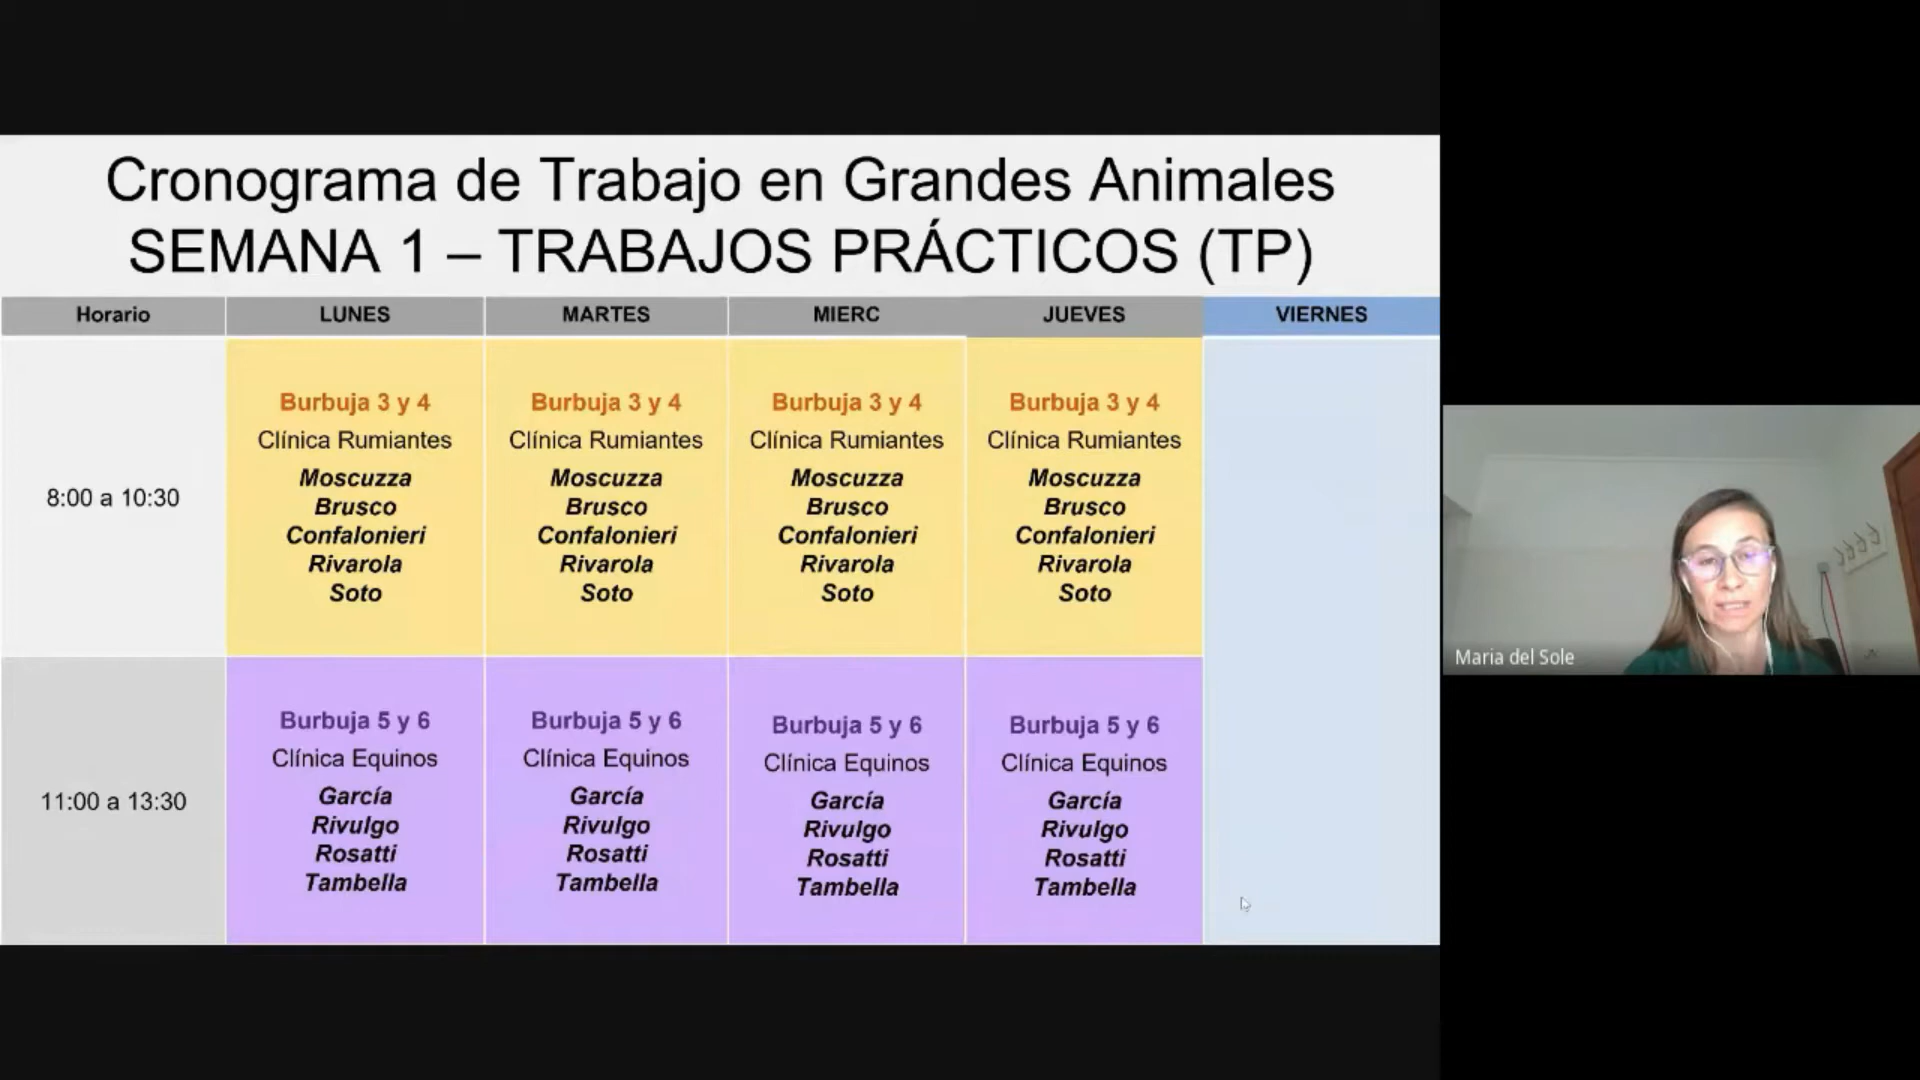 Cronograma de Trabajo en Grandes Animales
SEMANA 1 – TRABAJOS PRÁCTICOS (TP)
Horario
LUNES
MARTES
MIERC
JUEVES
VIERNES
8:00 a 10:30
Burbuja 3 y 4
Clínica Rumiantes
Moscuzza
Brusco
Confalonieri
Rivarola
Soto
Burbuja 3 y 4
Clínica Rumiantes
Moscuzza
Brusco
Confalonieri
Rivarola
Soto
Burbuja 3 y 4
Clínica Rumiantes
Moscuzza
Brusco
Confalonieri
Rivarola
Soto
Burbuja 3 y 4
Clínica Rumiantes
Moscuzza
Brusco
Confalonieri
Rivarola
Soto
11:00 a 13:30
Burbuja 5 y 6
Clínica Equinos
García
Rivulgo
Rosatti
Tambella
Burbuja 5 y 6
Clínica Equinos
García
Rivulgo
Rosatti
Tambella
Burbuja 5 y 6
Clínica Equinos
García
Rivulgo
Rosatti
Tambella
Burbuja 5 y 6
Clínica Equinos
García
Rivulgo
Rosatti
Tambella
Maria del Sole